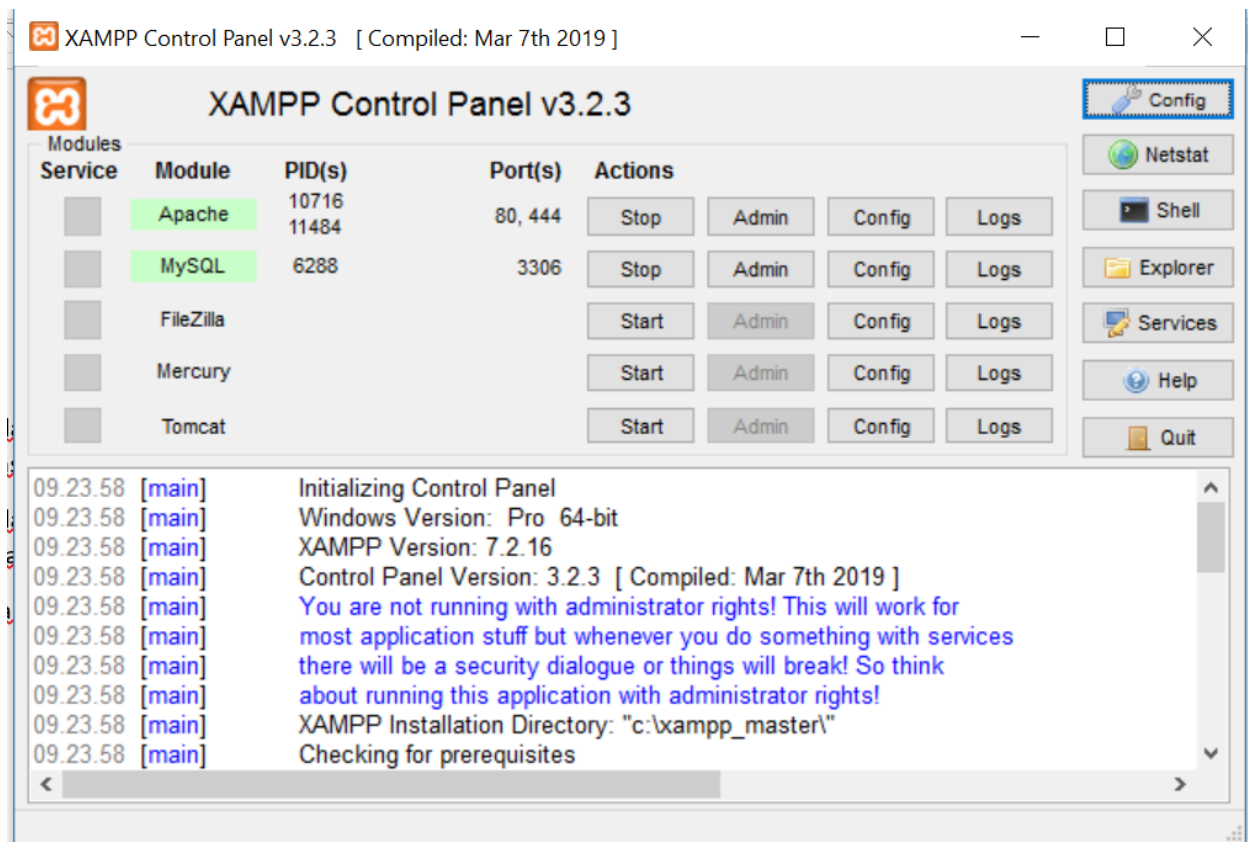 XAMPP Control Panel v3.2.3 [ Compiled: Mar 7th 2019 ]
XAMPP Control Panel v3.2.3
Config
Modules
Netstat
Service Module PID(s) Port(s) Actions
Apache 10716 11484 80, 444 Stop Admin Config Logs
Shell
MySQL 6288 3306 Stop Admin Config Logs
Explorer
FileZilla Start Admin Config Logs
Services
Mercury Start Admin Config Logs
Help
Tomcat Start Admin Config Logs
Quit
09.23.58 [main] Initializing Control Panel
09.23.58 [main] Windows Version: Pro 64-bit
09.23.58 [main] XAMPP Version: 7.2.16
09.23.58 [main] Control Panel Version: 3.2.3 [ Compiled: Mar 7th 2019 ]
09.23.58 [main] You are not running with administrator rights! This will work for
09.23.58 [main] most application stuff but whenever you do something with services
09.23.58 [main] there will be a security dialogue or things will break! So think
09.23.58 [main] about running this application with administrator rights!
09.23.58 [main] XAMPP Installation Directory: "c:\xampp_master\"
09.23.58 [main] Checking for prerequisites